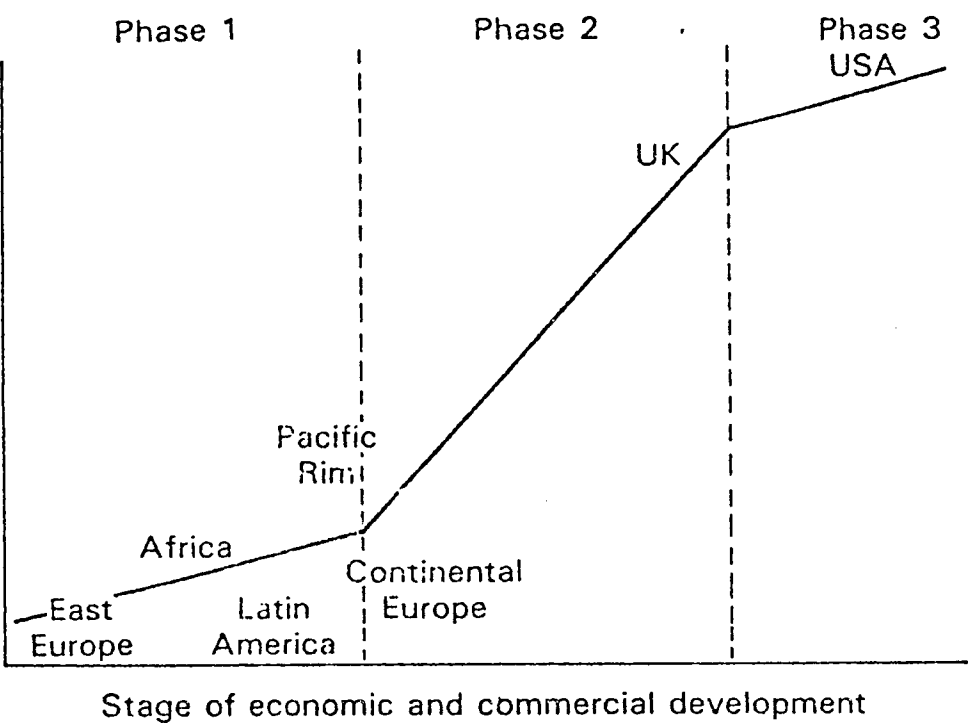 Phase 1 Phase 2 Phase 3
USA
UK
Pacific
Rim
Africa
Continental
Europe
East
Europe
Latin
America
Stage of economic and commercial development